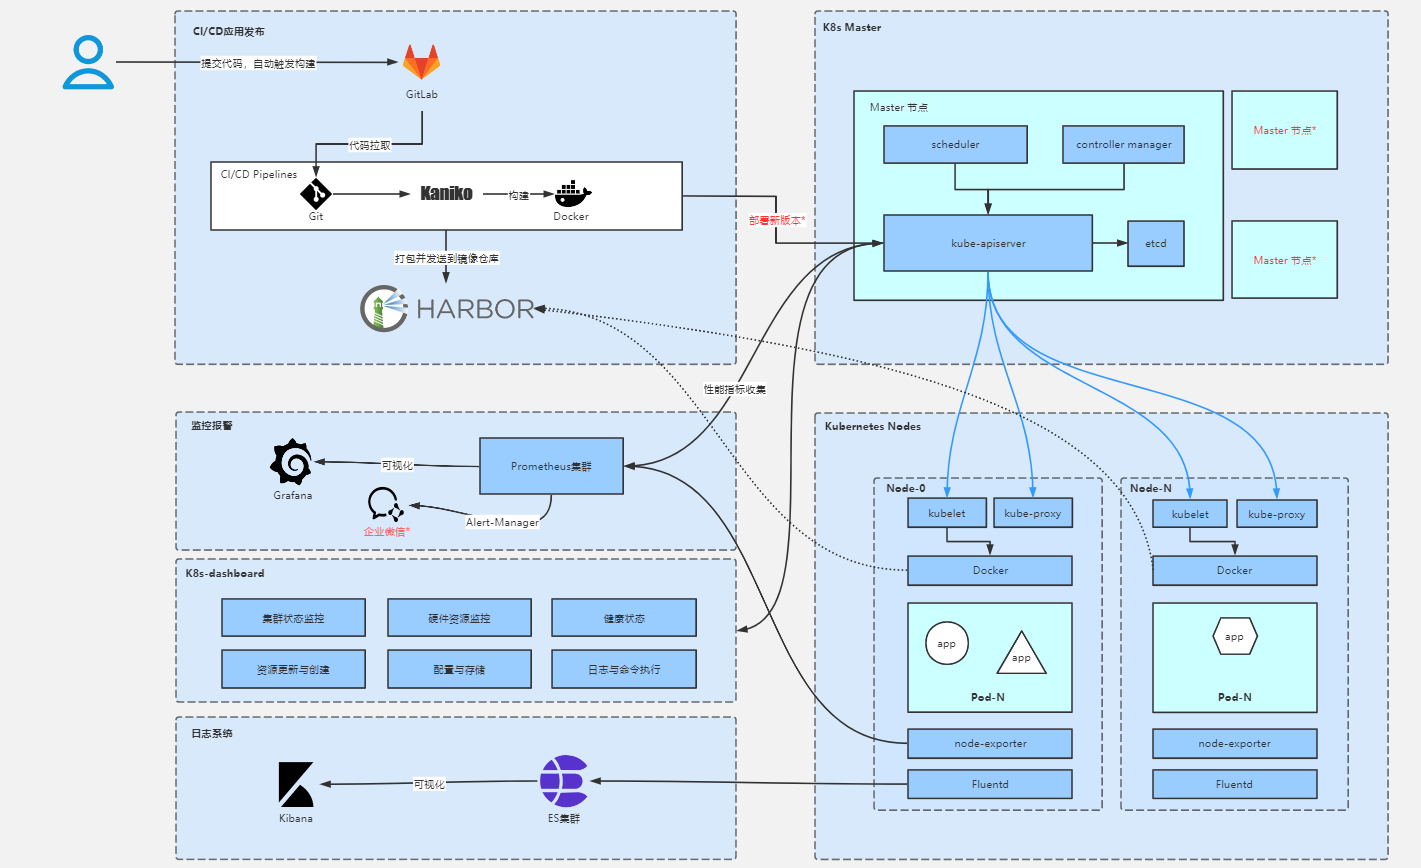 CI/CD应用发布
提交代码，自动触发构建
GitLab
代码拉取
CI/CD Pipelines
Git
Kaniko
构建
Docker
打包并发送到镜像仓库
HARBOR
部署新版本*
K8s Master
Master 节点
scheduler
controller manager
kube-apiserver
etcd
Master 节点*
Master 节点*
性能指标收集
监控报警
Grafana
可视化
Prometheus集群
企业微信*
Alert-Manager
K8s-dashboard
集群状态监控
硬件资源监控
健康状态
资源更新与创建
配置与存储
日志与命令执行
日志系统
Kibana
可视化
ES集群
Kubernetes Nodes
Node-0
kubelet
kube-proxy
Docker
app
app
Pod-N
node-exporter
Fluentd
Node-N
kubelet
kube-proxy
Docker
app
Pod-N
node-exporter
Fluentd